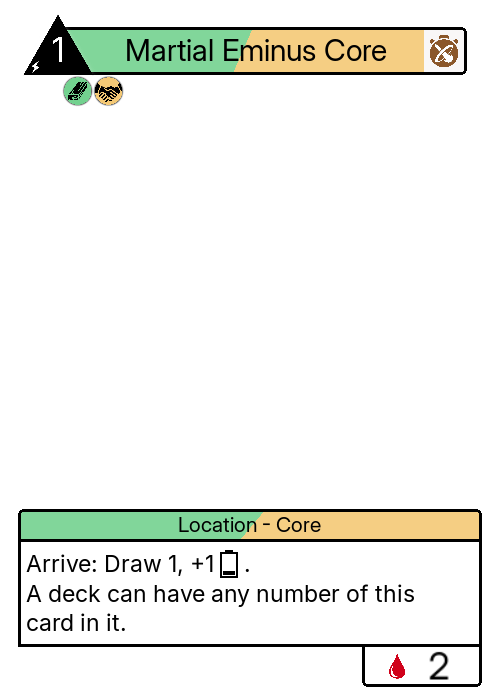 1
Martial Eminus Core
Location - Core
Arrive: Draw 1, +1 .
A deck can have any number of this
card in it.
2